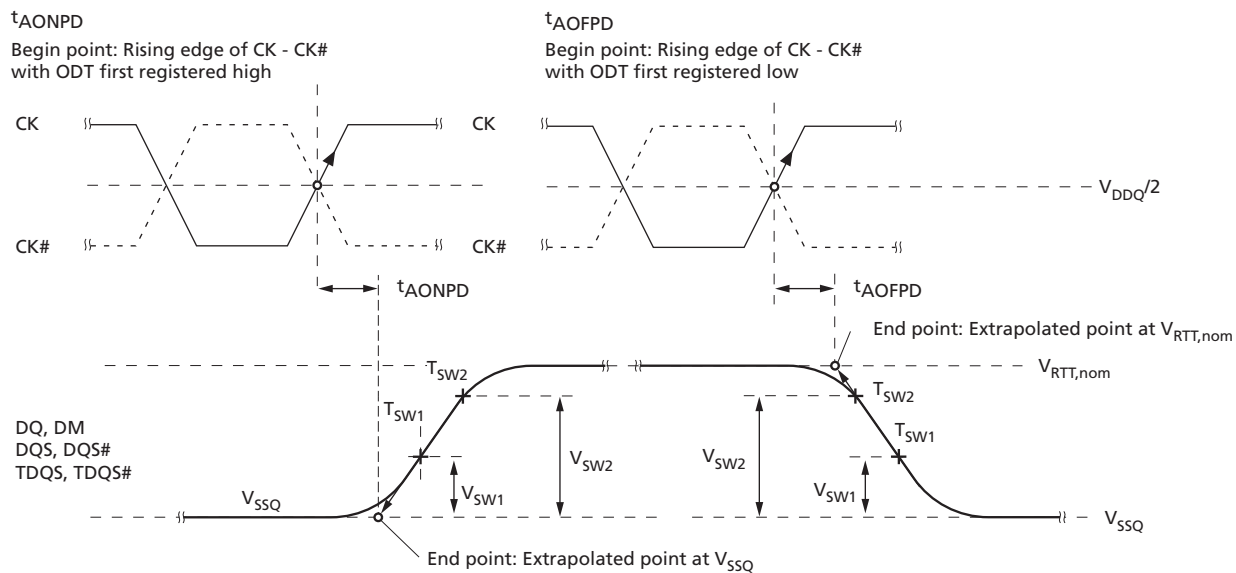 tAONPD
Begin point: Rising edge of CK - CK#
with ODT first registered high
tAOFPD
Begin point: Rising edge of CK - CK#
with ODT first registered low
CK
CK
VDDQ/2
CK#
CK#
tAONPD
tAOFPD
End point: Extrapolated point at VRTT,nom
VRTT,nom
TSW2
TSW2
TSW1
TSW1
DQ, DM
DQS, DQS#
TDQS, TDQS#
VSW2
VSW2
VSW1
VSW1
VSSQ
VSSQ
End point: Extrapolated point at VSSQ